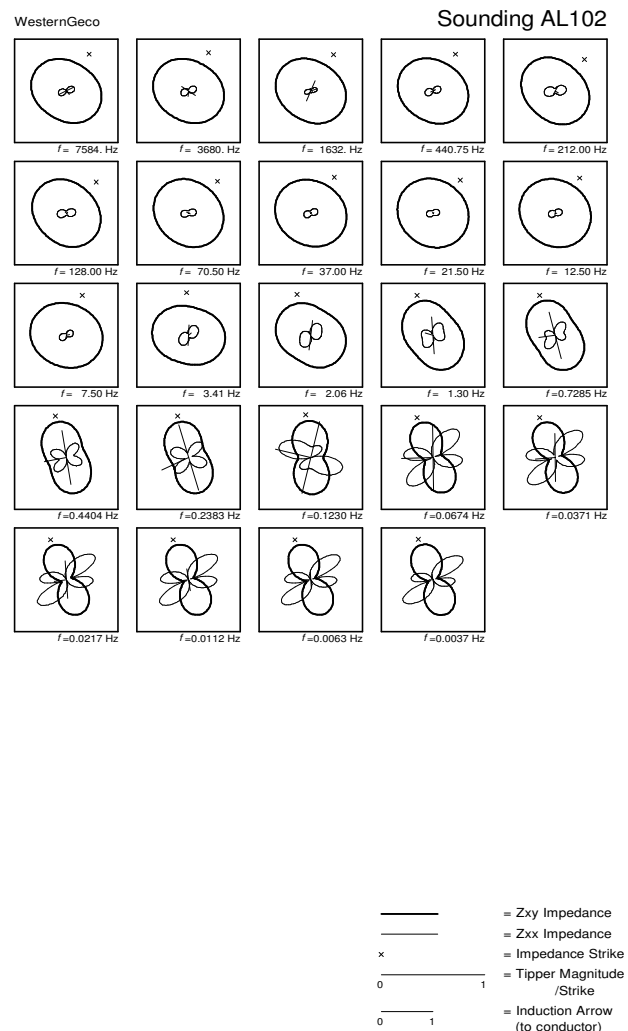 WesternGeco
Sounding AL102
f = 7584. Hz
f = 3680. Hz
f = 1632. Hz
f = 440.75 Hz
f = 212.00 Hz
f = 128.00 Hz
f = 70.50 Hz
f = 37.00 Hz
f = 21.50 Hz
f = 12.50 Hz
f = 7.50 Hz
f = 3.41 Hz
f = 2.06 Hz
f = 1.30 Hz
f =0.7285 Hz
f =0.4404 Hz
f =0.2383 Hz
f =0.1230 Hz
f =0.0674 Hz
f =0.0371 Hz
f =0.0217 Hz
f =0.0112 Hz
f =0.0063 Hz
f =0.0037 Hz
= Zxy Impedance
= Zxx Impedance
× = Impedance Strike
= Tipper Magnitude
0 1
/Strike
= Induction Arrow
0 1
(to conductor)